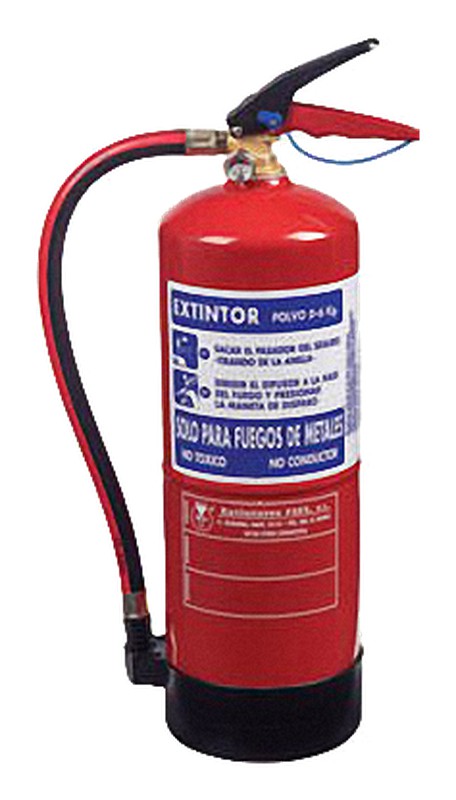 EXTINTOR POLVO D-6 Kg
SACAR EL PASADOR DEL SEGURO
TIRANDO DE LA ANILLA
DIRIGIR EL DIFUSOR A LA BASE
DEL FUEGO Y PRESIONAR
LA MANETA DE DISPARO
SOLO PARA FUEGOS DE METALES
NO TOXICO NO CONDUCTOR
Extintores